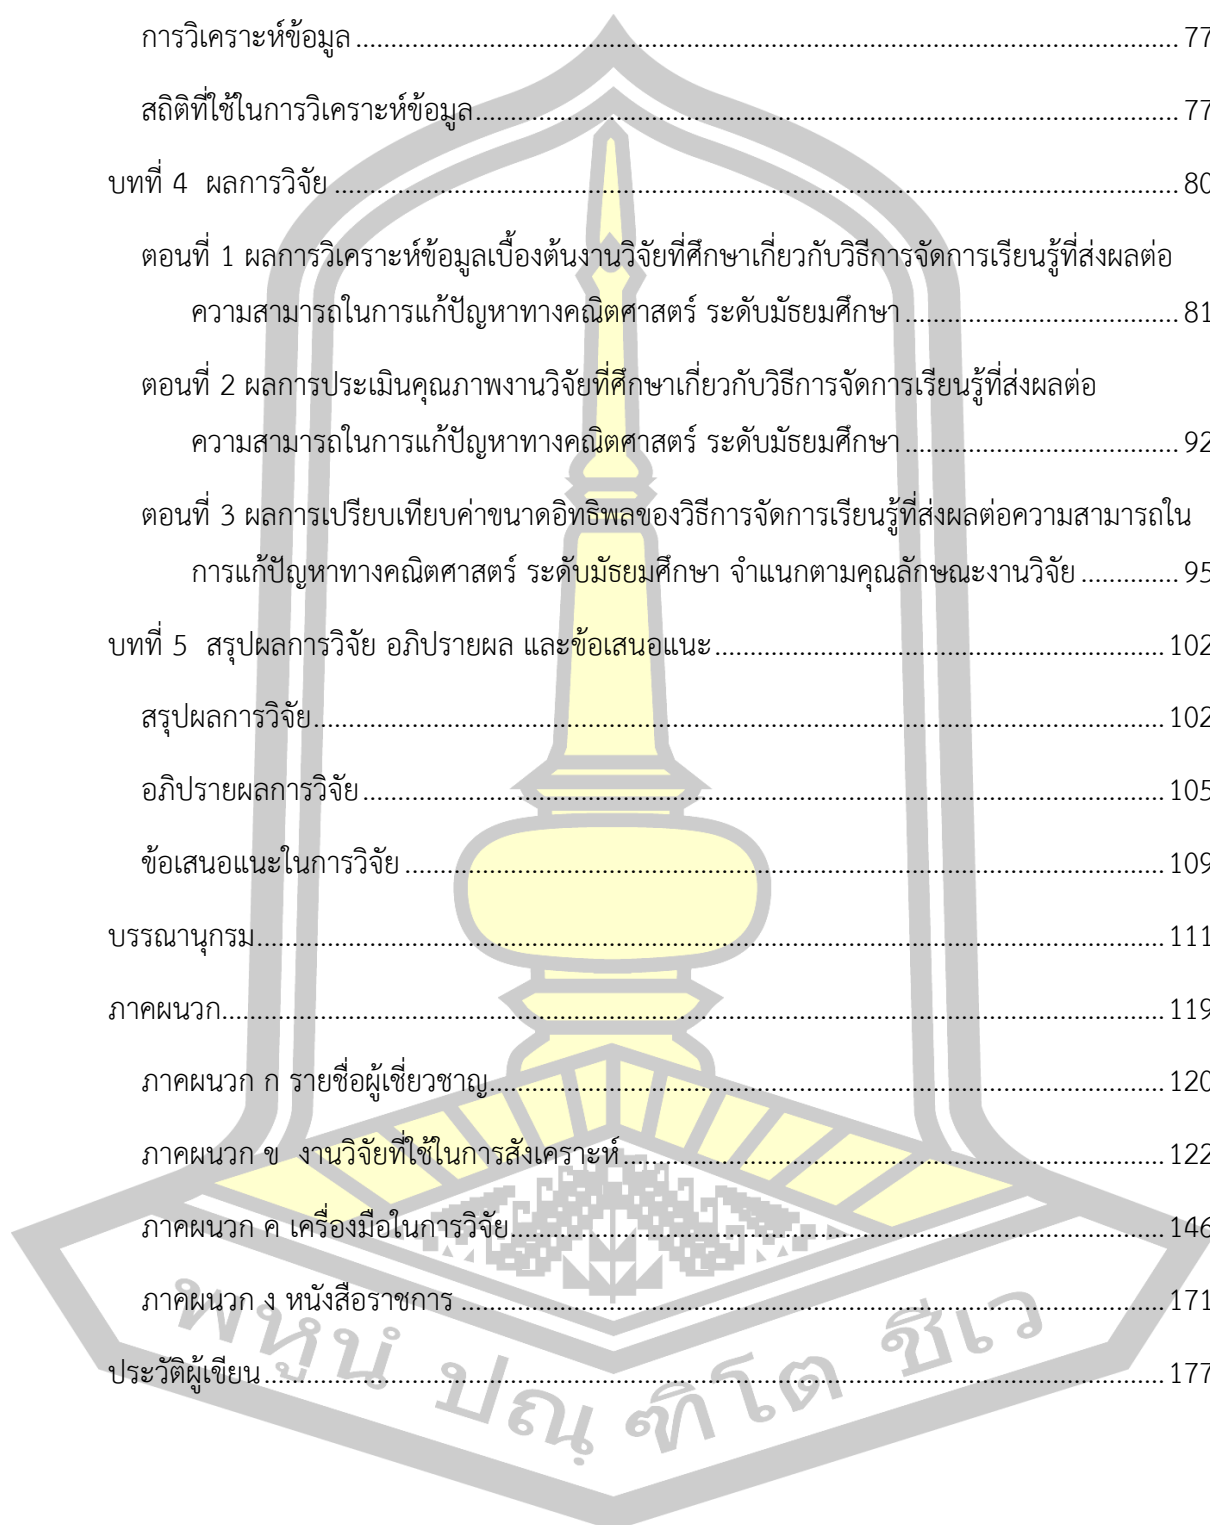 การวิเคราะห์ข้อมูล ........ 77
สถิติที่ใช้ในการวิเคราะห์ข้อมูล ........ 77
บทที่ 4  ผลการวิจัย ........ 80
ตอนที่ 1 ผลการวิเคราะห์ข้อมูลเบื้องต้นงานวิจัยที่ศึกษาเกี่ยวกับวิธีการจัดการเรียนรู้ที่ส่งผลต่อ
ความสามารถในการแก้ปัญหาทางคณิตศาสตร์ ระดับมัธยมศึกษา ........ 81
ตอนที่ 2 ผลการประเมินคุณภาพงานวิจัยที่ศึกษาเกี่ยวกับวิธีการจัดการเรียนรู้ที่ส่งผลต่อ
ความสามารถในการแก้ปัญหาทางคณิตศาสตร์ ระดับมัธยมศึกษา ........ 92
ตอนที่ 3 ผลการเปรียบเทียบค่าขนาดอิทธิพลของวิธีการจัดการเรียนรู้ที่ส่งผลต่อความสามารถใน
การแก้ปัญหาทางคณิตศาสตร์ ระดับมัธยมศึกษา จำแนกตามคุณลักษณะงานวิจัย ........ 95
บทที่ 5  สรุปผลการวิจัย อภิปรายผล และข้อเสนอแนะ ........ 102
สรุปผลการวิจัย ........ 102
อภิปรายผลการวิจัย ........ 105
ข้อเสนอแนะในการวิจัย ........ 109
บรรณานุกรม ........ 111
ภาคผนวก ........ 119
ภาคผนวก ก รายชื่อผู้เชี่ยวชาญ ........ 120
ภาคผนวก ข  งานวิจัยที่ใช้ในการสังเคราะห์ ........ 122
ภาคผนวก ค เครื่องมือในการวิจัย ........ 146
ภาคผนวก ง หนังสือราชการ ........ 171
ประวัติผู้เขียน ........ 177
พหูนํ ปณฺฑิโต ชีเว